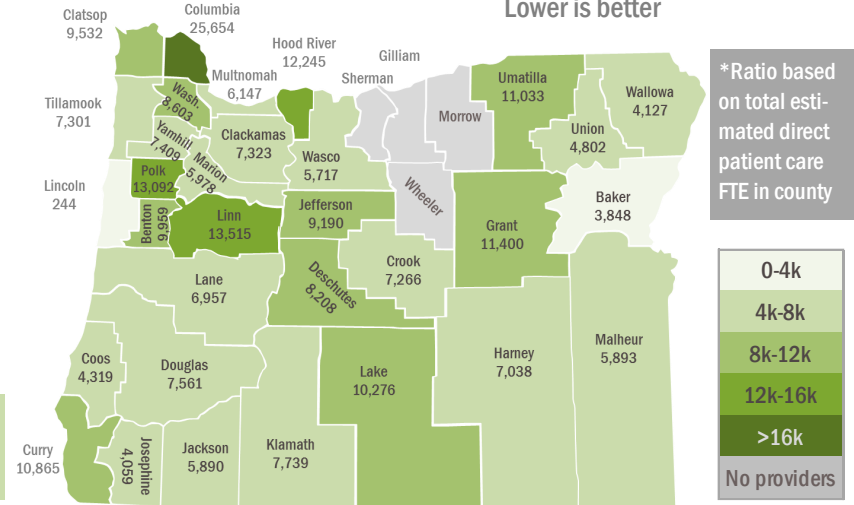 Lower is better
Clatsop
9,532
Columbia
25,654
Hood River
12,245
Gilliam
Sherman
Multnomah
6,147
Tillamook
7,301
Wash.
8,603
Yamhill
7,409
Clackamas
7,323
Marion
5,978
Wasco
5,717
Morrow
Umatilla
11,033
Wallowa
4,127
Union
4,802
Lincoln
244
Polk
13,092
Wheeler
Baker
3,848
Benton
9,959
Linn
13,515
Jefferson
9,190
Grant
11,400
Crook
7,266
Deschutes
8,208
Lane
6,957
Coos
4,319
Douglas
7,561
Lake
10,276
Harney
7,038
Malheur
5,893
Curry
10,865
Josephine
4,059
Jackson
5,890
Klamath
7,739
*Ratio based
on total esti-
mated direct
patient care
FTE in county
0-4k
4k-8k
8k-12k
12k-16k
>16k
No providers